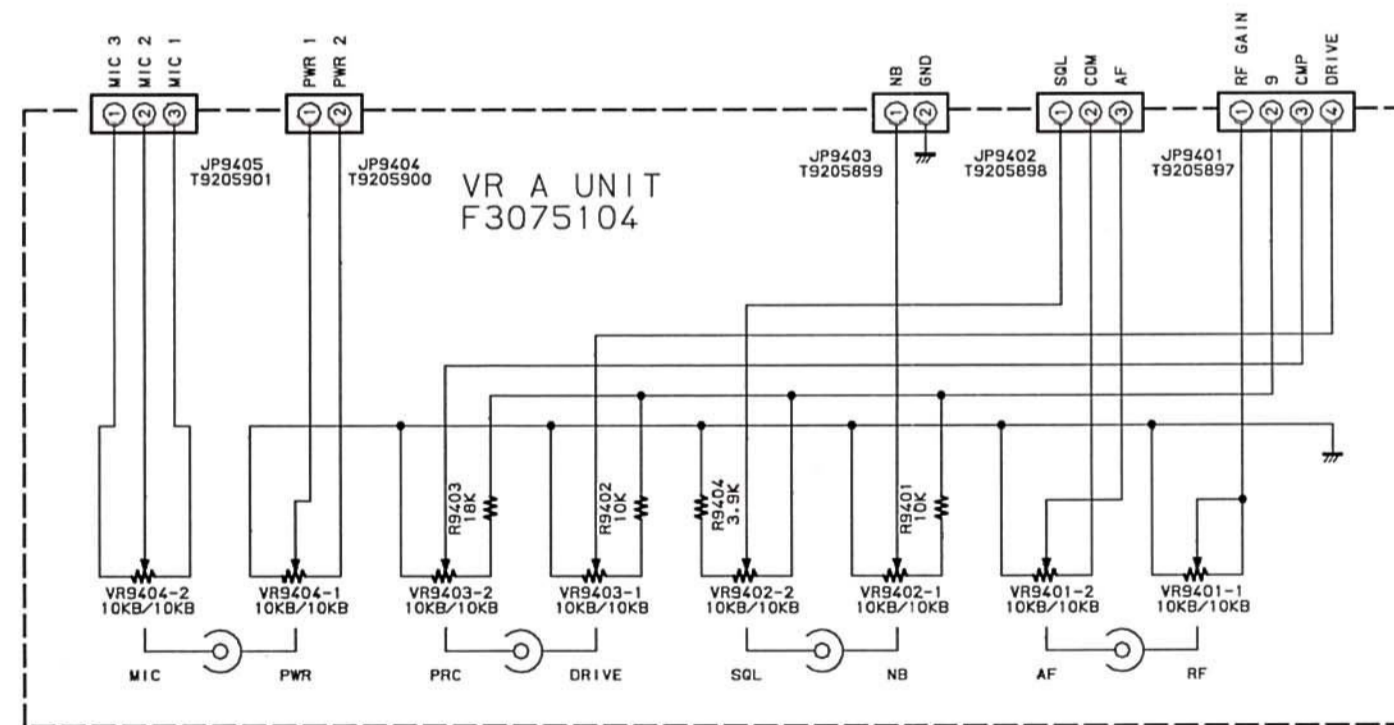 MIC 3
MIC 2
MIC 1
PWR 1
PWR 2
NB
GND
SQL
COM
AF
RF GAIN
9
CMP
DRIVE
1 2 3
1 2
1 2
1 2 3
1 2 3 4
JP9405
T9205901
JP9404
T9205900
JP9403
T9205899
JP9402
T9205898
JP9401
T9205897
VR A UNIT
F3075104
R9403
18K
R9402
10K
R9404
3.9K
R9401
10K
VR9404-2
10KB/10KB
VR9404-1
10KB/10KB
VR9403-2
10KB/10KB
VR9403-1
10KB/10KB
VR9402-2
10KB/10KB
VR9402-1
10KB/10KB
VR9401-2
10KB/10KB
VR9401-1
10KB/10KB
MIC
PWR
PRC
DRIVE
SQL
NB
AF
RF